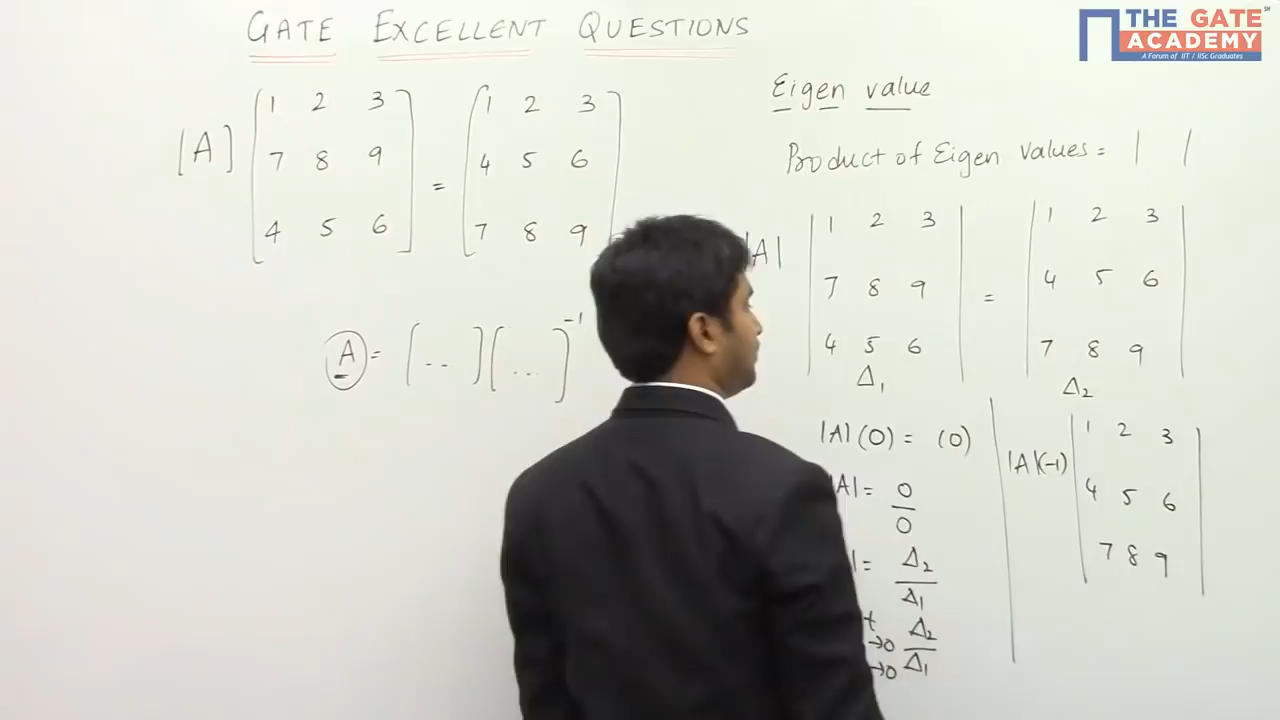 GATE EXCELLENT QUESTIONS
THE GATE ACADEMY
A Forum of IIT / IISc Graduates
SM
[A] [1 2 3
7 8 9
4 5 6] = [1 2 3
4 5 6
7 8 9]
A = [...] [...]⁻¹
Eigen value
Product of Eigen Values = | |
|A| |1 2 3
7 8 9
4 5 6| = |1 2 3
4 5 6
7 8 9|
Δ₁ Δ₂
|A| (0) = (0)
|A| = 0/0
| = Δ₂/Δ₁
t →0 →0 Δ₂/Δ₁
|A|(-1) |1 2 3
4 5 6
7 8 9|